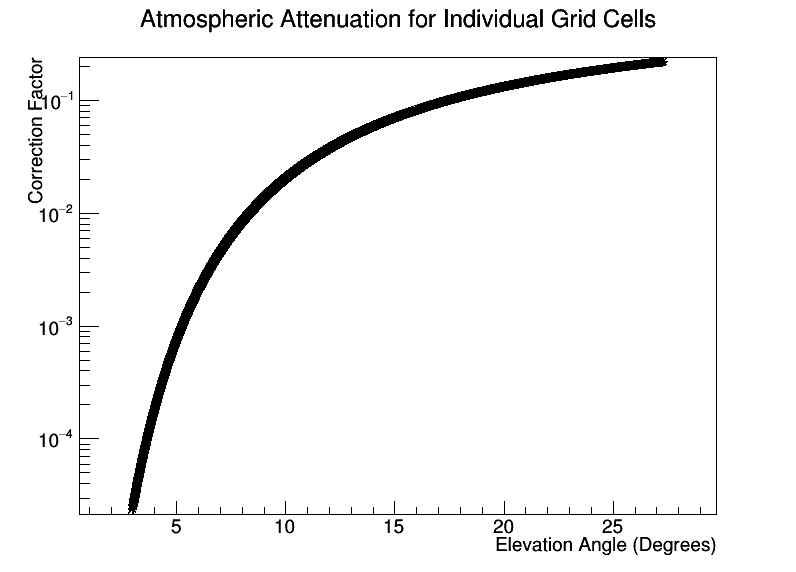 Atmospheric Attenuation for Individual Grid Cells
Correction Factor
10⁻¹
10⁻²
10⁻³
10⁻⁴
5 10 15 20 25
Elevation Angle (Degrees)